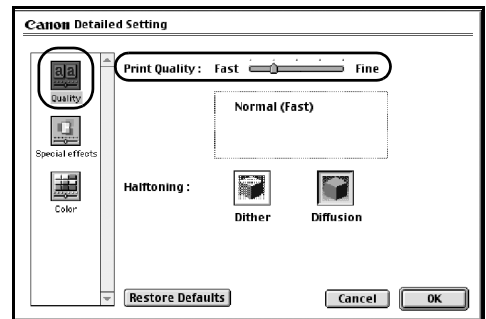 Canon Detailed Setting
Quality
Special effects
Color
Print Quality : Fast Fine
Normal (Fast)
Halftoning :
Dither Diffusion
Restore Defaults Cancel OK